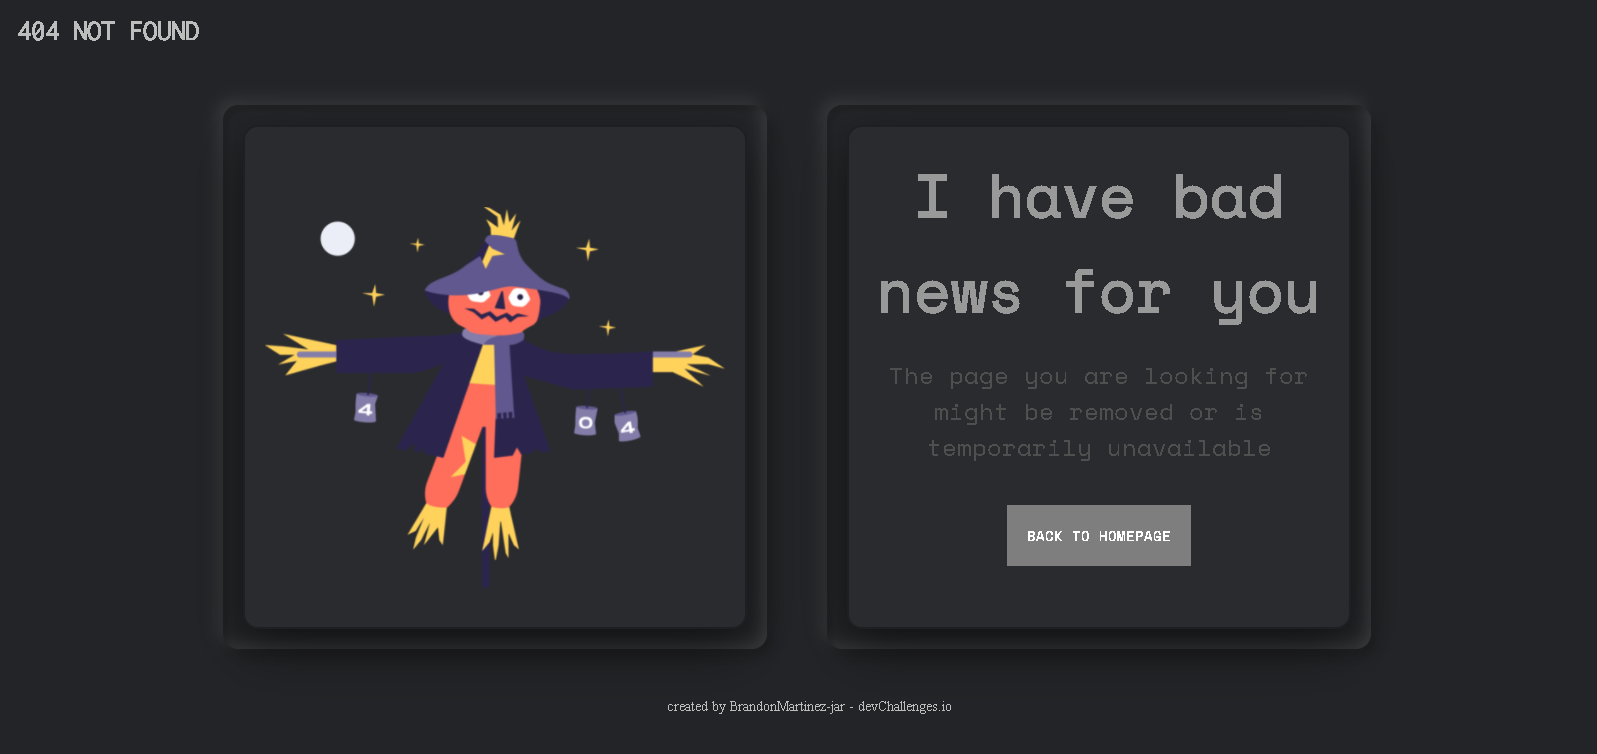 404 NOT FOUND
4
0
4
I have bad
news for you
The page you are looking for
might be removed or is
temporarily unavailable
BACK TO HOMEPAGE
created by BrandonMartinez-jar - devChallenges.io